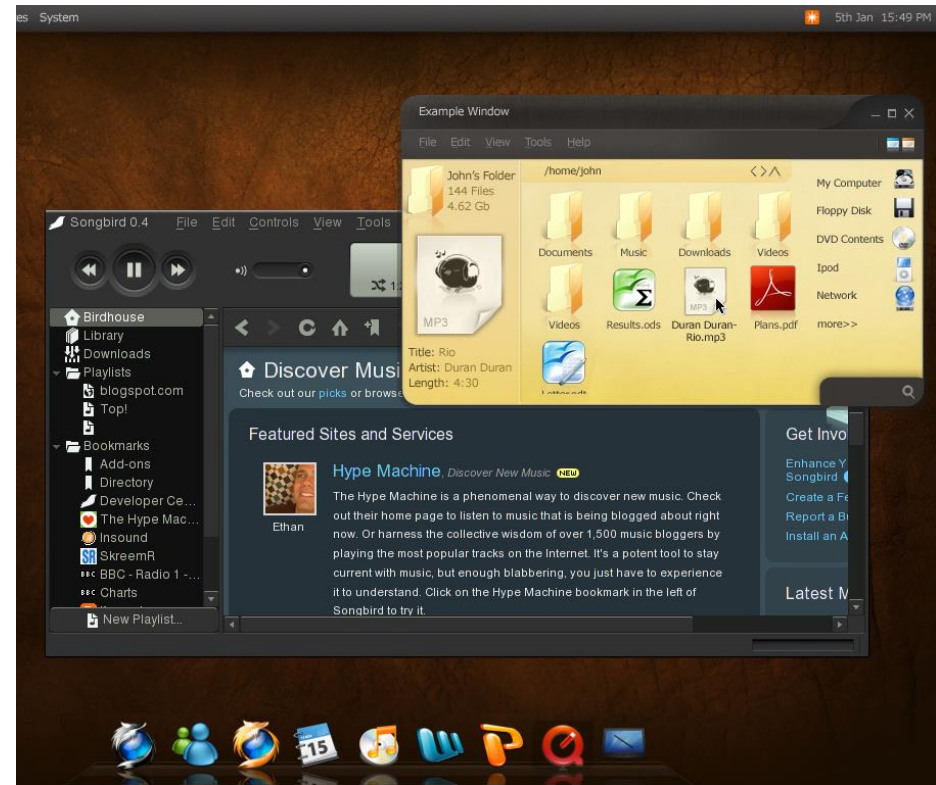 es System
5th Jan 15:49 PM
Example Window
File Edit View Tools Help
John's Folder
144 Files
4.62 Gb
/home/john
Documents
Music
Downloads
Videos
Videos
Results.ods
Duran Duran-
Rio.mp3
Plans.pdf
MP3
MP3
Title: Rio
Artist: Duran Duran
Length: 4:30
My Computer
Floppy Disk
DVD Contents
Ipod
Network
more>>
Songbird 0.4 File Edit Controls View Tools
Birdhouse
Library
Downloads
Playlists
blogspot.com
Top!
Bookmarks
Add-ons
Directory
Developer Ce...
The Hype Mac...
Insound
SR SkreemR
BBC BBC - Radio 1 -...
BBC Charts
New Playlist...
Discover Musi
Check out our picks or browse
Featured Sites and Services
Ethan
Hype Machine, Discover New Music NEW
The Hype Machine is a phenomenal way to discover new music. Check
out their home page to listen to music that is being blogged about right
now. Or harness the collective wisdom of over 1,500 music bloggers by
playing the most popular tracks on the Internet. It's a potent tool to stay
current with music, but enough blabbering, you just have to experience
it to understand. Click on the Hype Machine bookmark in the left of
Songbird to try it.
Get Invo
Enhance Y
Songbird
Create a Fe
Report a Bu
Install an A
Latest M
15